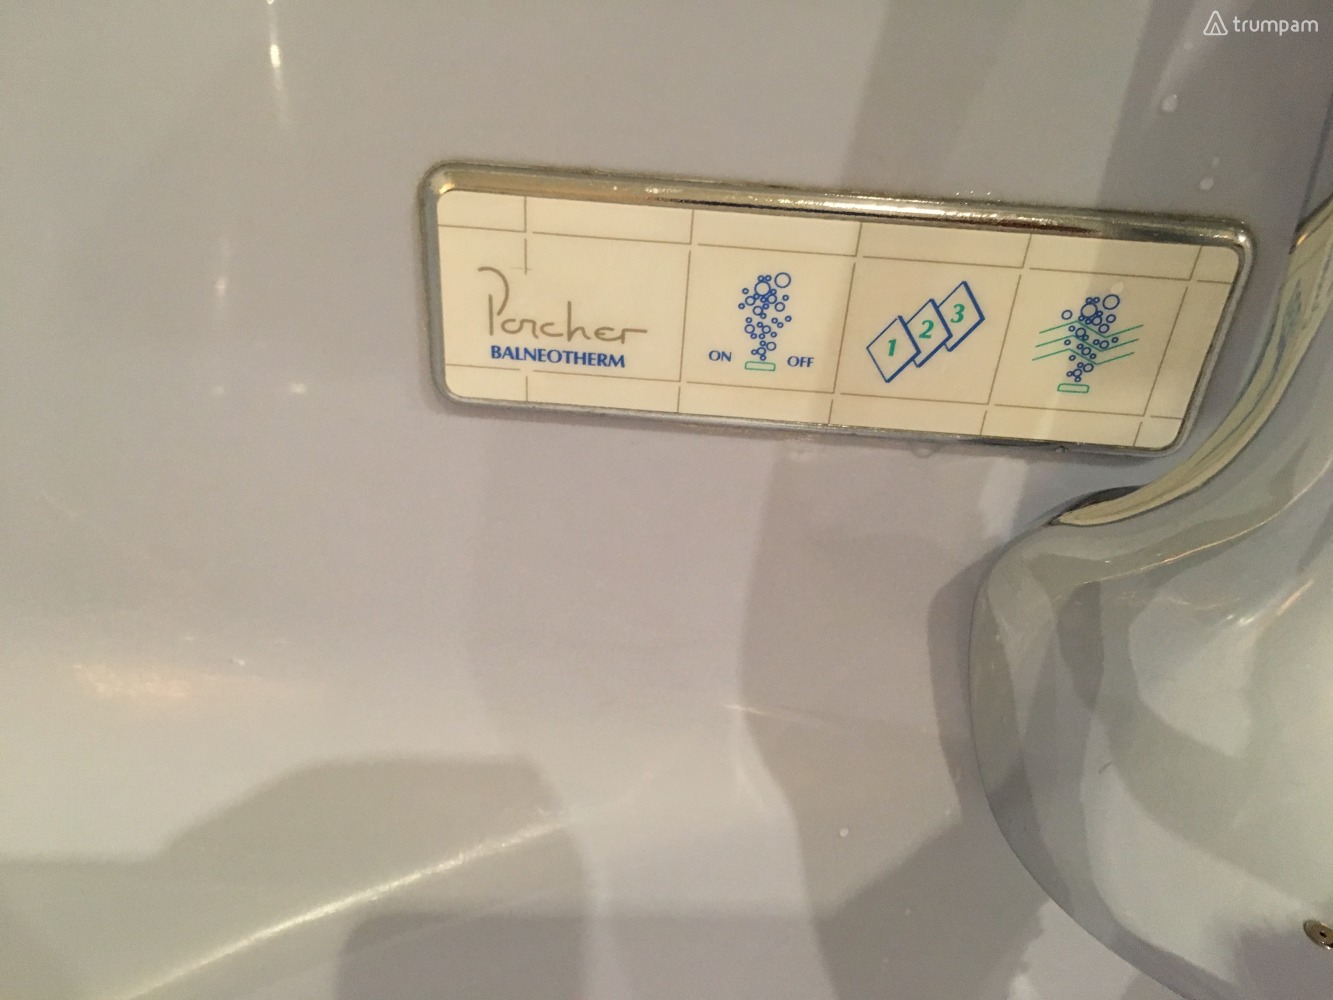 trumpam
Porcher
BALNEOTHERM
ON OFF
1 2 3